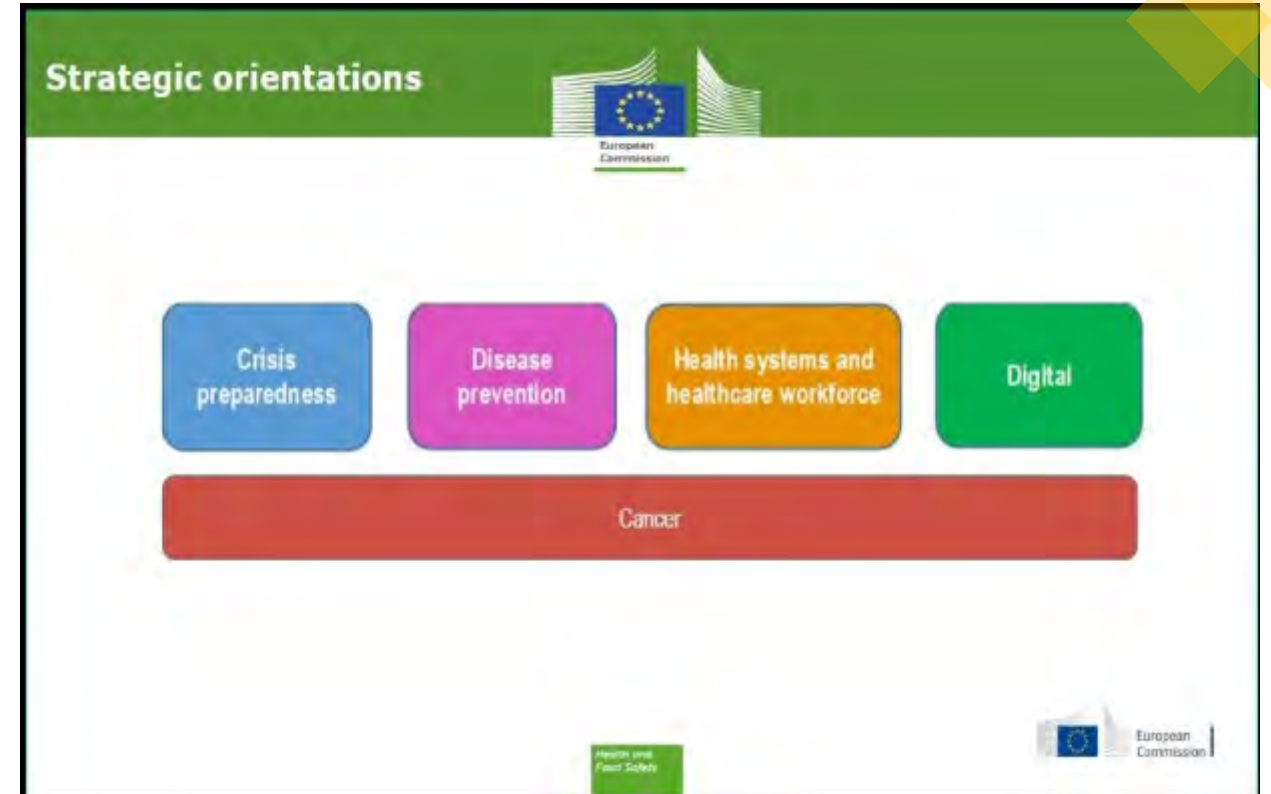 Strategic orientations
European
Commission
Crisis
preparedness
Disease
prevention
Health systems and
healthcare workforce
Digital
Cancer
Health and
Food Safety
European
Commission